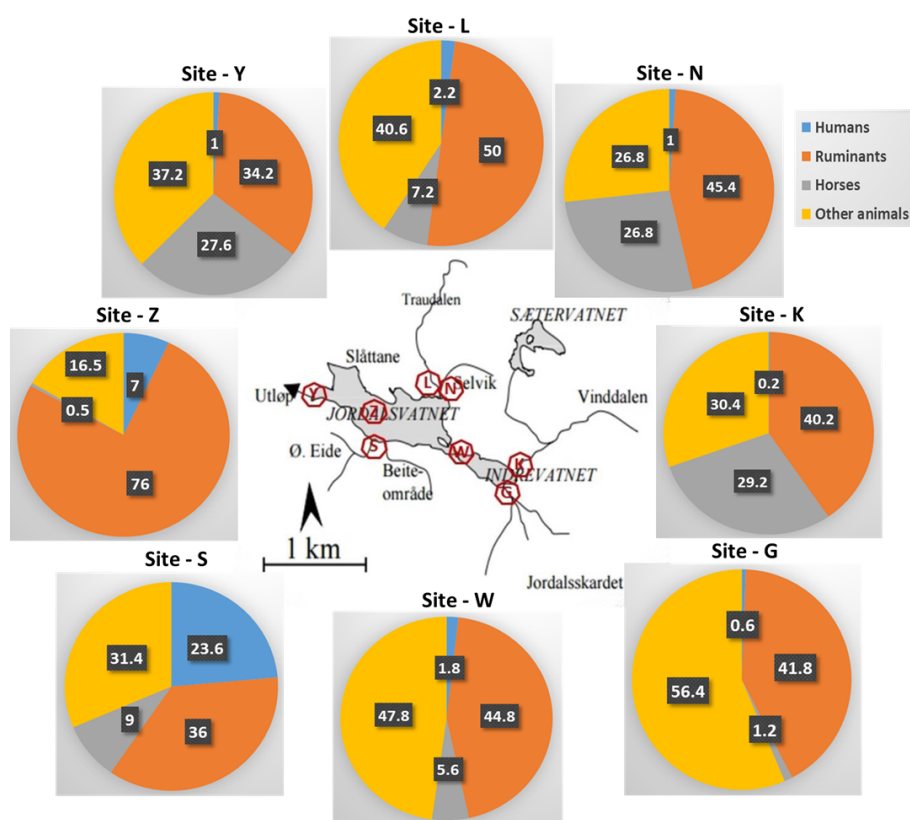 Site - L
Site - Y
Site - N
2.2
40.6
50
7.2
1
37.2
34.2
27.6
1
26.8
45.4
26.8
Humans
Ruminants
Horses
Other animals
Site - Z
16.5
7
0.5
76
Traudalen
SÆTERVATNET
Slåttane
L
N
Selvik
Utløp
Y
Z
JORDALSVATNET
Vinddalen
S
W
Ø. Eide
Beite-
område
K
INDREVATNET
G
1 km
Jordalsskardet
Site - K
0.2
30.4
40.2
29.2
Site - S
31.4
23.6
9
36
Site - W
1.8
47.8
44.8
5.6
Site - G
0.6
56.4
41.8
1.2